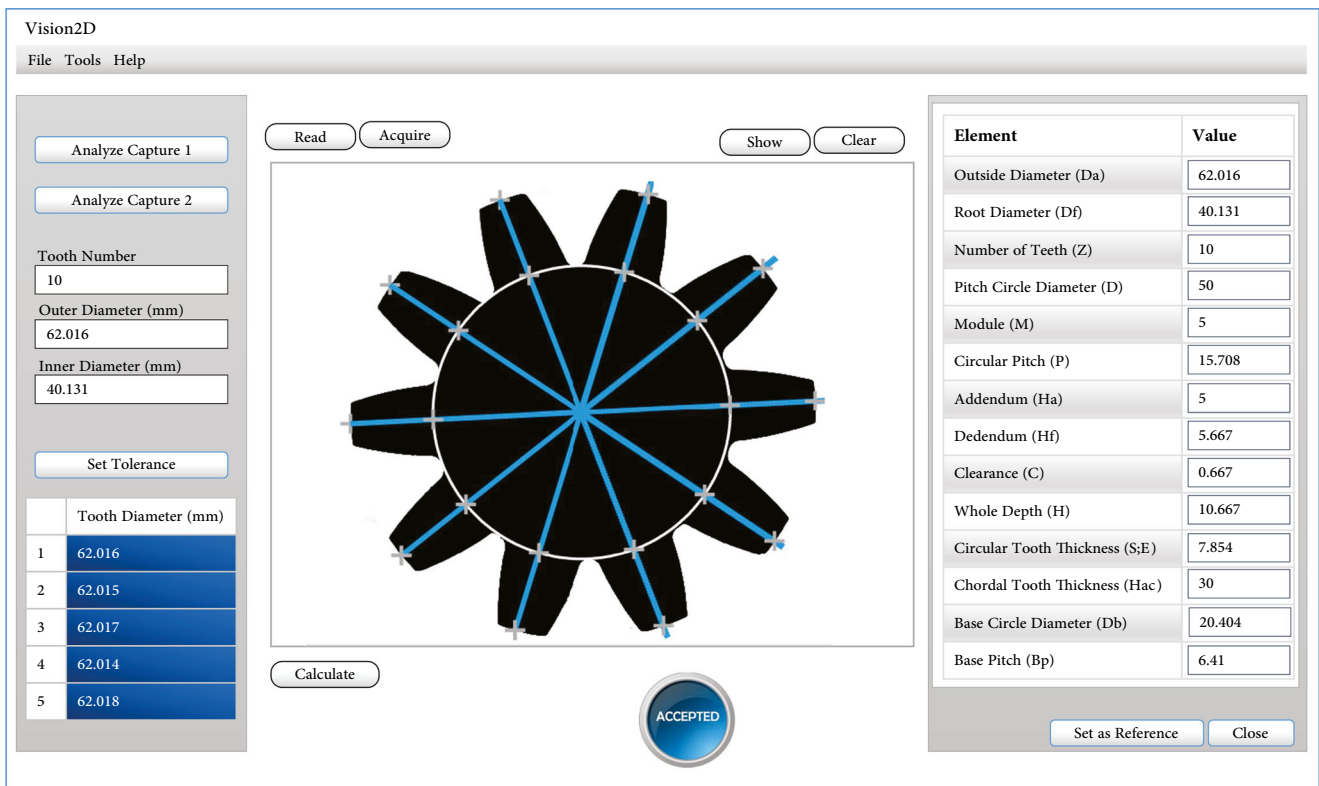 Vision2D
File Tools Help
Analyze Capture 1
Analyze Capture 2
Tooth Number
10
Outer Diameter (mm)
62.016
Inner Diameter (mm)
40.131
Set Tolerance
Tooth Diameter (mm)
1 62.016
2 62.015
3 62.017
4 62.014
5 62.018
Read Acquire
Show Clear
Calculate
ACCEPTED
Element Value
Outside Diameter (Da) 62.016
Root Diameter (Df) 40.131
Number of Teeth (Z) 10
Pitch Circle Diameter (D) 50
Module (M) 5
Circular Pitch (P) 15.708
Addendum (Ha) 5
Dedendum (Hf) 5.667
Clearance (C) 0.667
Whole Depth (H) 10.667
Circular Tooth Thickness (S;E) 7.854
Chordal Tooth Thickness (Hac) 30
Base Circle Diameter (Db) 20.404
Base Pitch (Bp) 6.41
Set as Reference Close